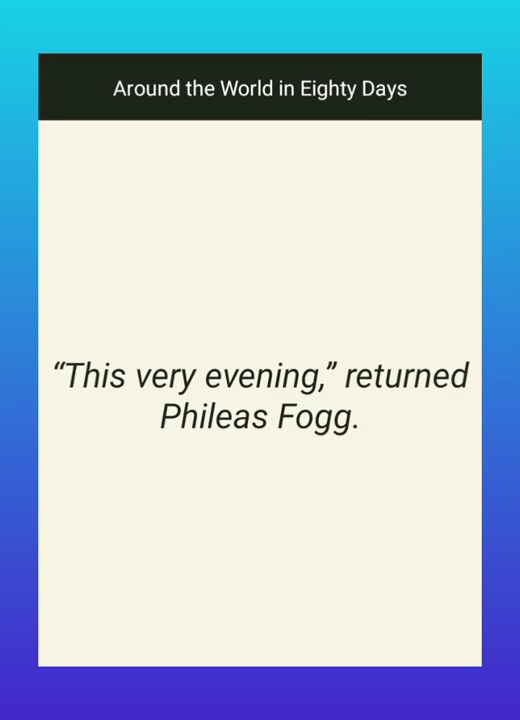 Around the World in Eighty Days
“This very evening,” returned
Phileas Fogg.